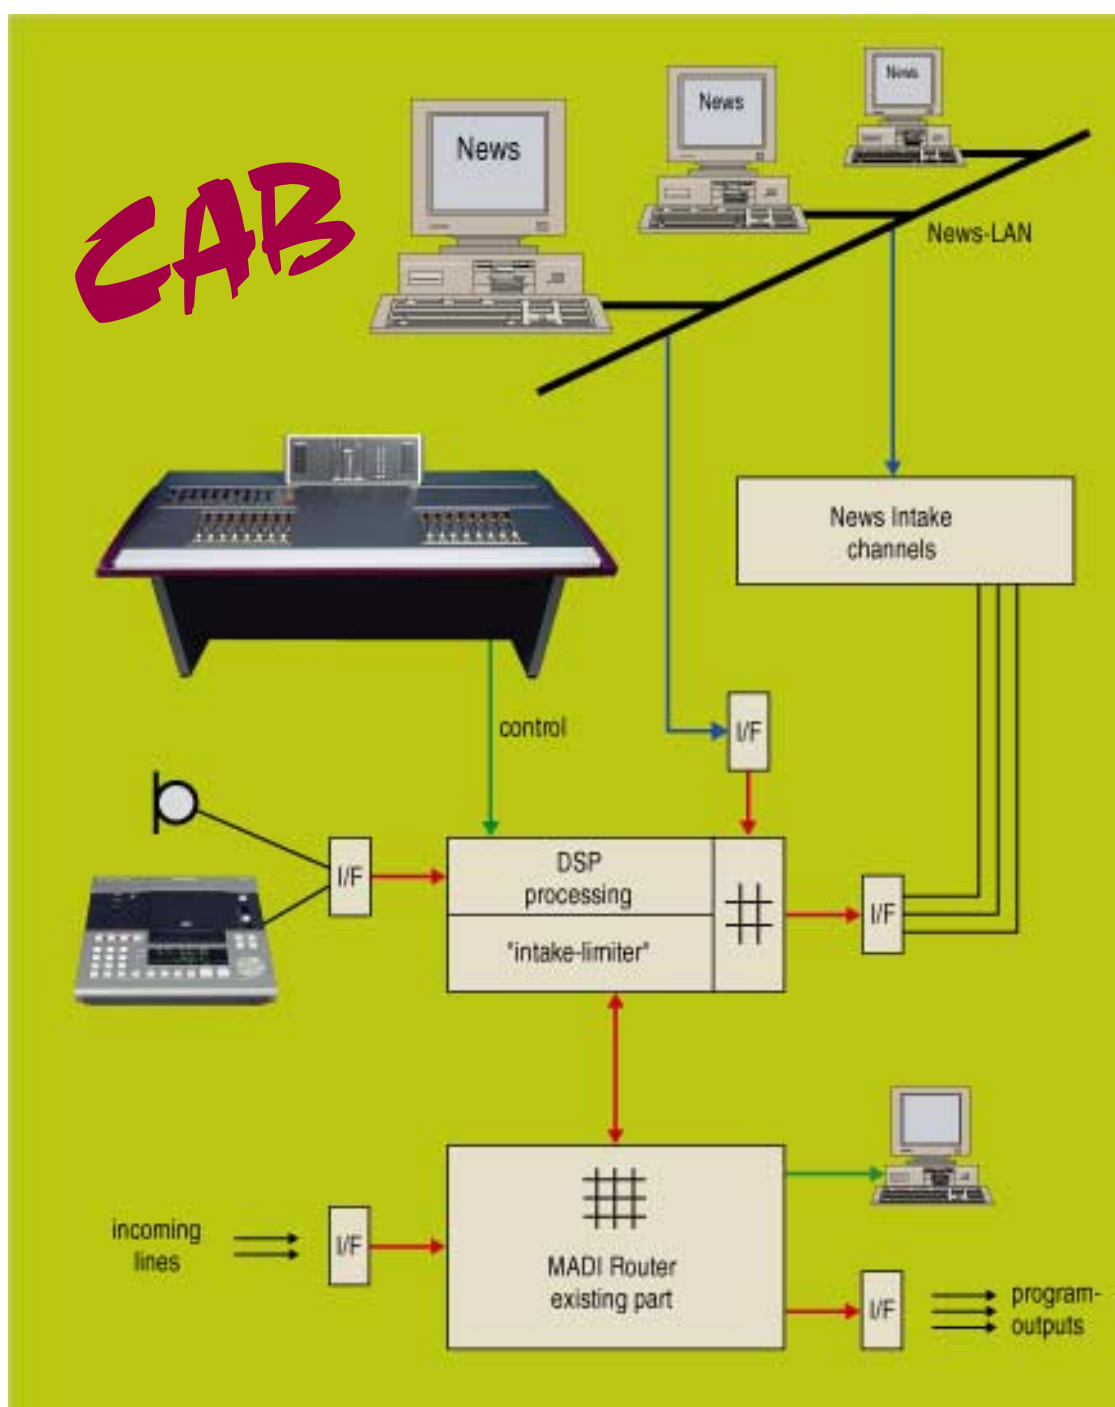 News
News
News
CAB
News-LAN
News Intake
channels
control
I/F
I/F
DSP
processing
"intake-limiter"
I/F
incoming
lines
I/F
MADI Router
existing part
I/F
program-
outputs